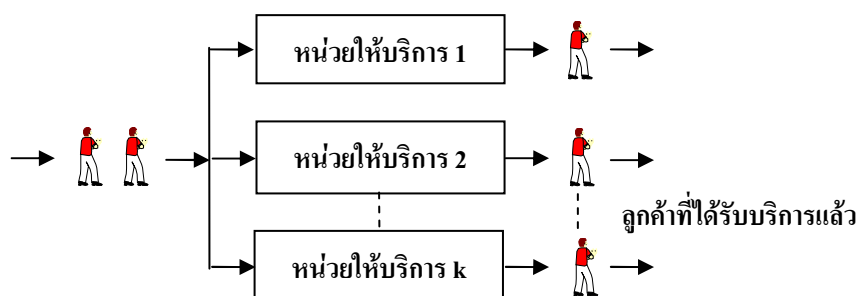 หน่วยให้บริการ 1
หน่วยให้บริการ 2
ลูกค้าที่ได้รับบริการแล้ว
หน่วยให้บริการ k